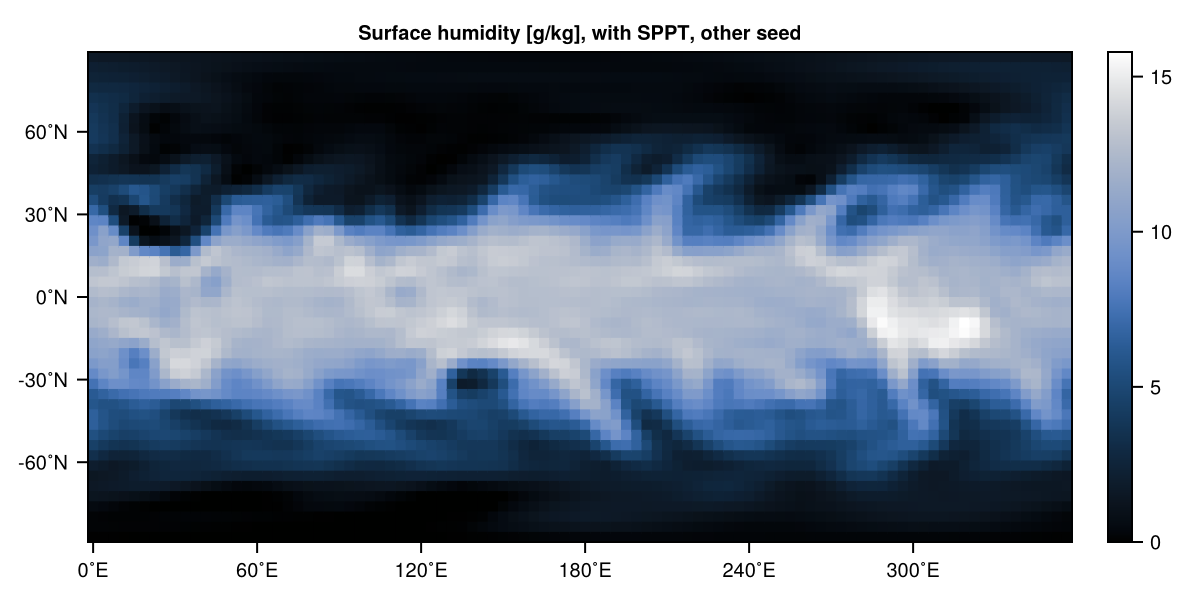 Surface humidity [g/kg], with SPPT, other seed
60˚N
30˚N
0˚N
-30˚N
-60˚N
0˚E
60˚E
120˚E
180˚E
240˚E
300˚E
15
10
5
0